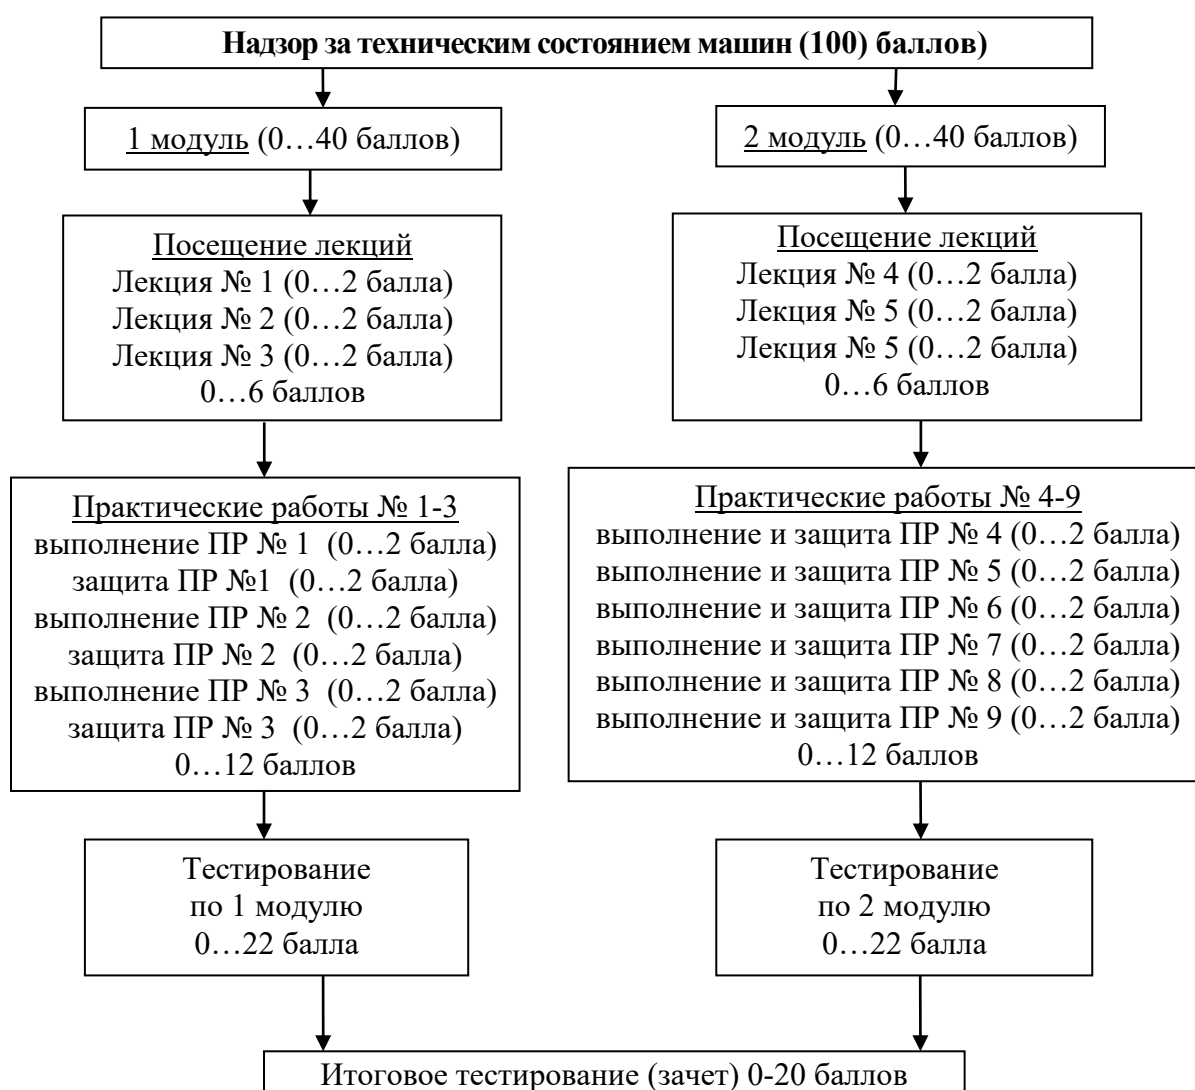 Надзор за техническим состоянием машин (100) баллов)
1 модуль (0…40 баллов)
2 модуль (0…40 баллов)
Посещение лекций
Лекция № 1 (0…2 балла)
Лекция № 2 (0…2 балла)
Лекция № 3 (0…2 балла)
0…6 баллов
Посещение лекций
Лекция № 4 (0…2 балла)
Лекция № 5 (0…2 балла)
Лекция № 5 (0…2 балла)
0…6 баллов
Практические работы № 1-3
выполнение ПР № 1 (0…2 балла)
защита ПР №1 (0…2 балла)
выполнение ПР № 2 (0…2 балла)
защита ПР № 2 (0…2 балла)
выполнение ПР № 3 (0…2 балла)
защита ПР № 3 (0…2 балла)
0…12 баллов
Практические работы № 4-9
выполнение и защита ПР № 4 (0…2 балла)
выполнение и защита ПР № 5 (0…2 балла)
выполнение и защита ПР № 6 (0…2 балла)
выполнение и защита ПР № 7 (0…2 балла)
выполнение и защита ПР № 8 (0…2 балла)
выполнение и защита ПР № 9 (0…2 балла)
0…12 баллов
Тестирование
по 1 модулю
0…22 балла
Тестирование
по 2 модулю
0…22 балла
Итоговое тестирование (зачет) 0-20 баллов